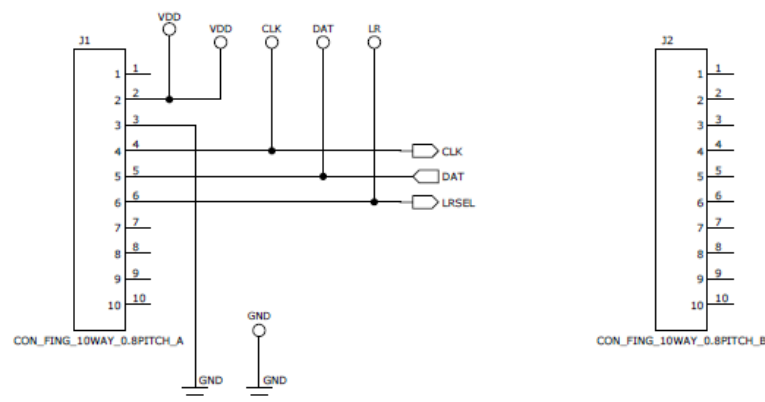 VDD
VDD
CLK
DAT
LR
J1
J2
1 1
2 2
3 3
4 4
5 5
6 6
7 7
8 8
9 9
10 10
CLK
DAT
LRSEL
1 1
2 2
3 3
4 4
5 5
6 6
7 7
8 8
9 9
10 10
CON_FING_10WAY_0.8PITCH_A
GND
GND
GND
CON_FING_10WAY_0.8PITCH_B